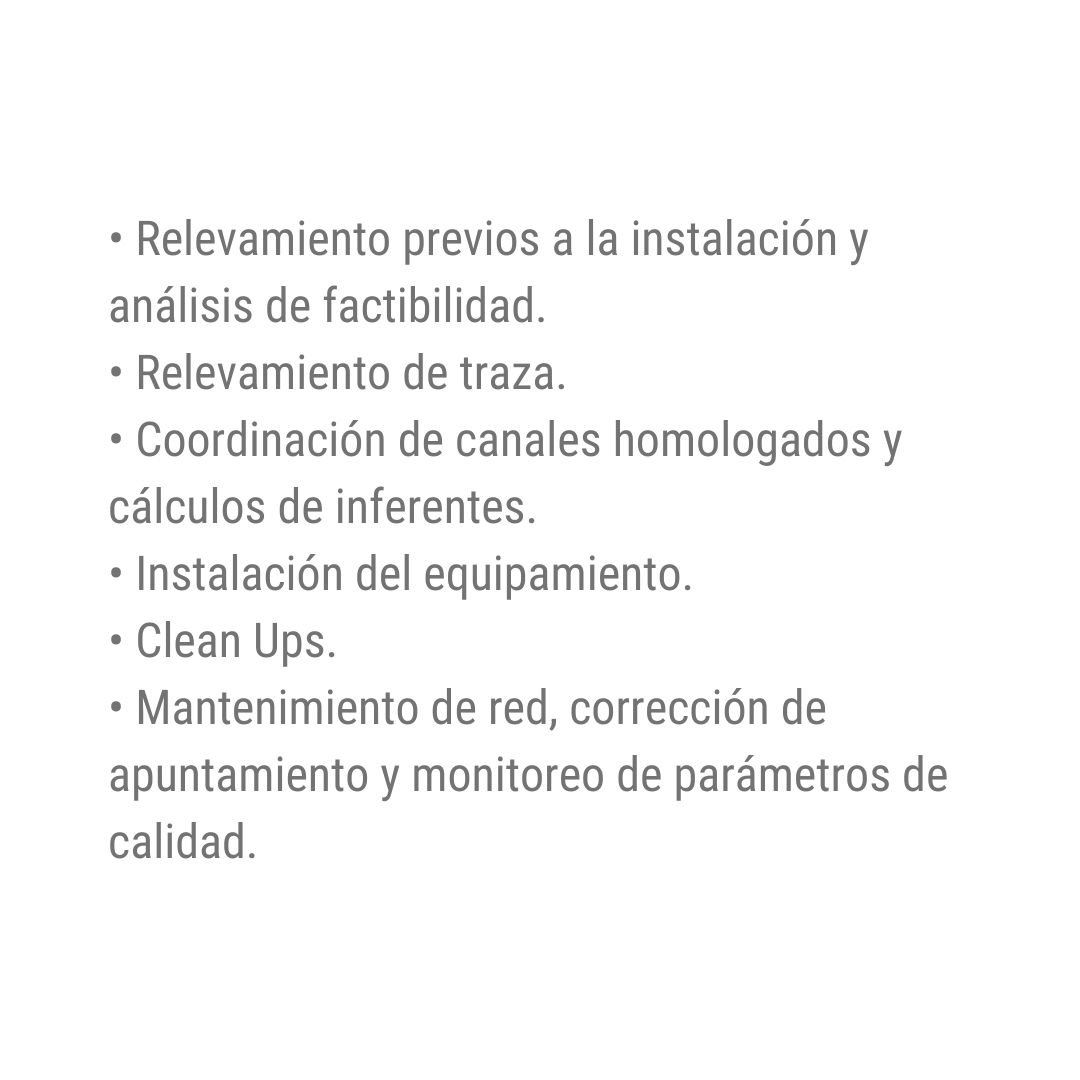 • Relevamiento previos a la instalación y
análisis de factibilidad.
• Relevamiento de traza.
• Coordinación de canales homologados y
cálculos de inferentes.
• Instalación del equipamiento.
• Clean Ups.
• Mantenimiento de red, corrección de
apuntamiento y monitoreo de parámetros de
calidad.